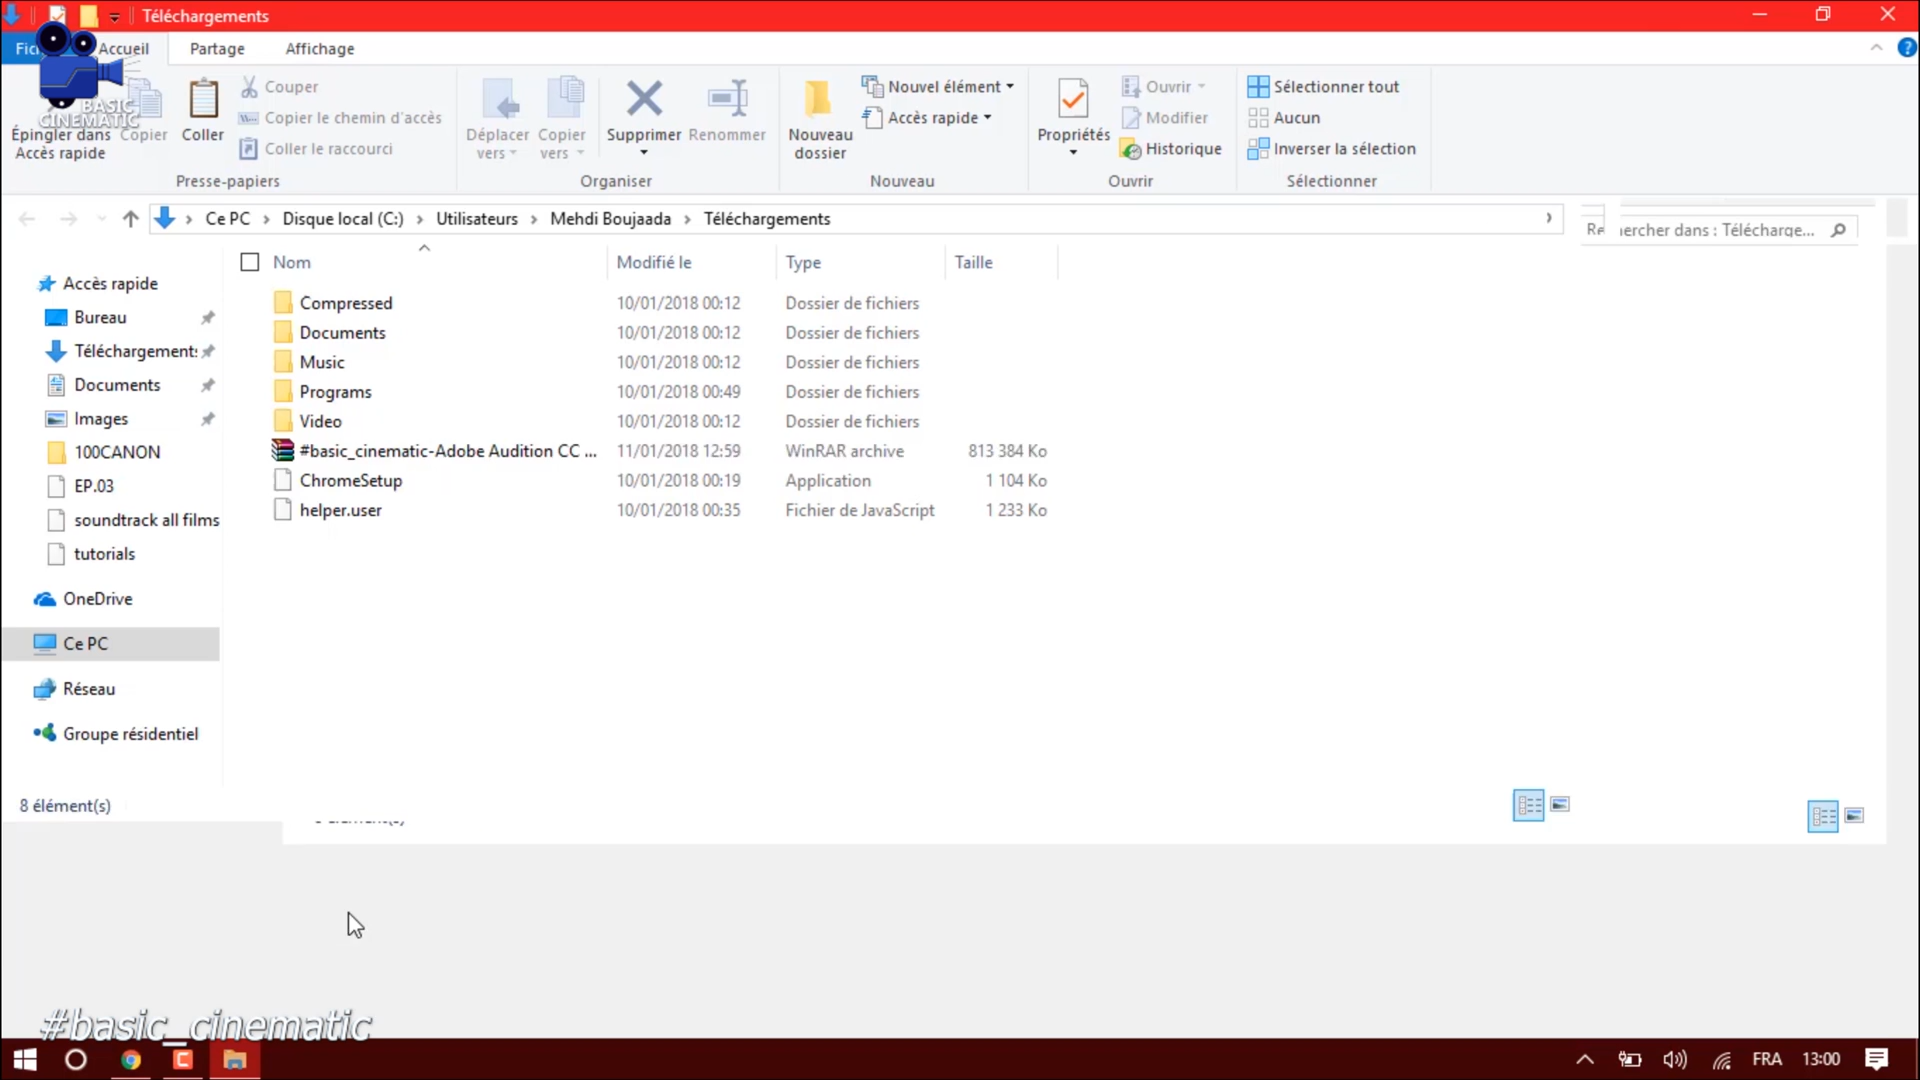 Téléchargements
Accueil
Partage
Affichage
BASIC
CINEMATIC
Épingler dans
Accès rapide
Copier
Coller
Couper
Copier le chemin d'accès
Coller le raccourci
Presse-papiers
Déplacer
vers
Copier
vers
Supprimer
Renommer
Organiser
Nouveau
dossier
Nouvel élément
Accès rapide
Nouveau
Propriétés
Ouvrir
Modifier
Historique
Ouvrir
Sélectionner tout
Aucun
Inverser la sélection
Sélectionner
Ce PC > Disque local (C:) > Utilisateurs > Mehdi Boujaada > Téléchargements
hercher dans : Télécharge...
Nom Modifié le Type Taille
Compressed 10/01/2018 00:12 Dossier de fichiers
Documents 10/01/2018 00:12 Dossier de fichiers
Music 10/01/2018 00:12 Dossier de fichiers
Programs 10/01/2018 00:49 Dossier de fichiers
Video 10/01/2018 00:12 Dossier de fichiers
#basic_cinematic-Adobe Audition CC ... 11/01/2018 12:59 WinRAR archive 813 384 Ko
ChromeSetup 10/01/2018 00:19 Application 1 104 Ko
helper.user 10/01/2018 00:35 Fichier de JavaScript 1 233 Ko
Accès rapide
Bureau
Téléchargement
Documents
Images
100CANON
EP.03
soundtrack all films
tutorials
OneDrive
Ce PC
Réseau
Groupe résidentiel
8 élément(s)
#basic_cinematic
FRA
13:00